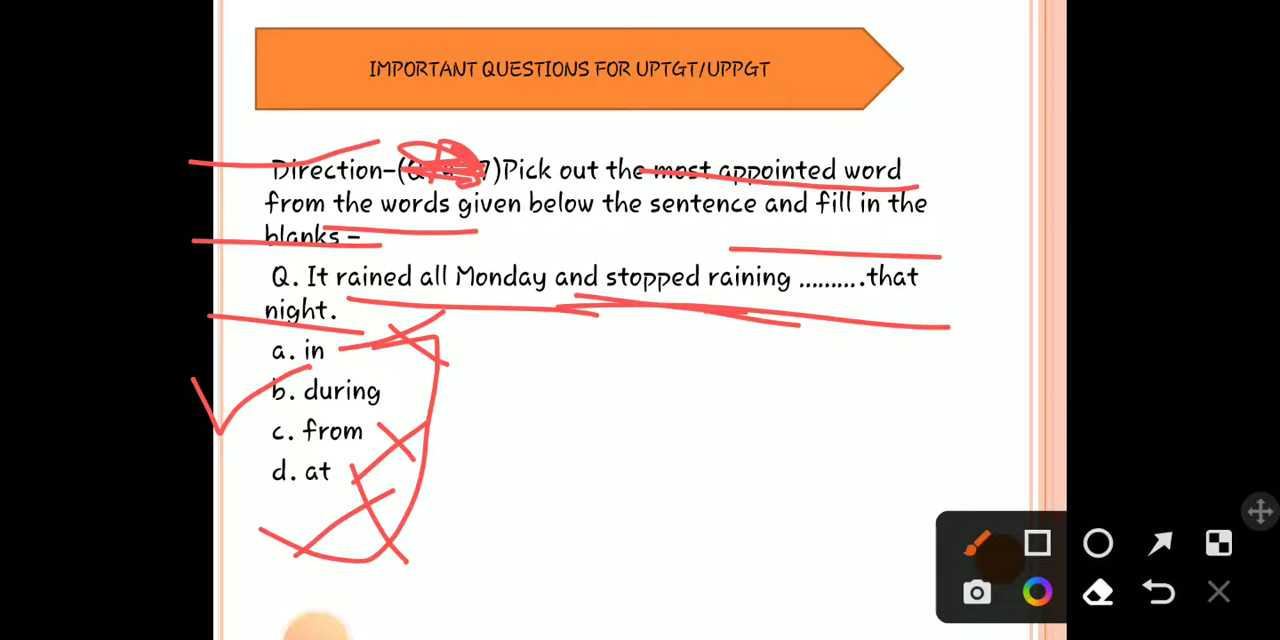 IMPORTANT QUESTIONS FOR UPTGT/UPPGT
Direction-( 7)Pick out the most appointed word
from the words given below the sentence and fill in the
blanks -
Q. It rained all Monday and stopped raining ..........that
night.
a. in
b. during
c. from
d. at